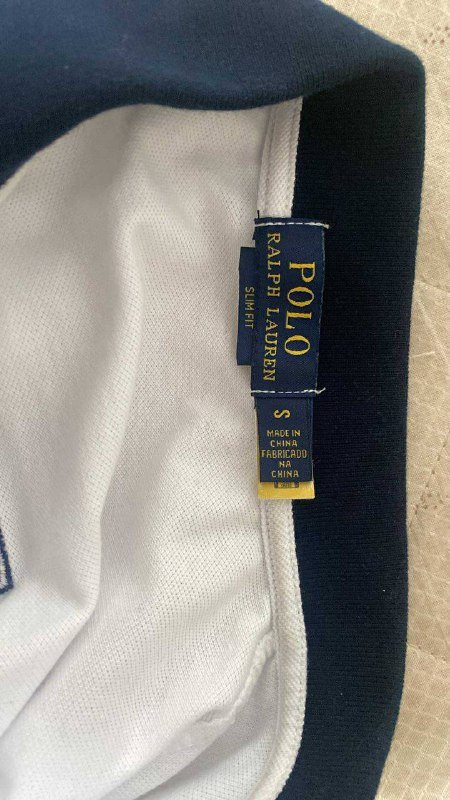 POLO
RALPH LAUREN
SLIM FIT
S
MADE IN
CHINA
FABRICADO
NA
CHINA